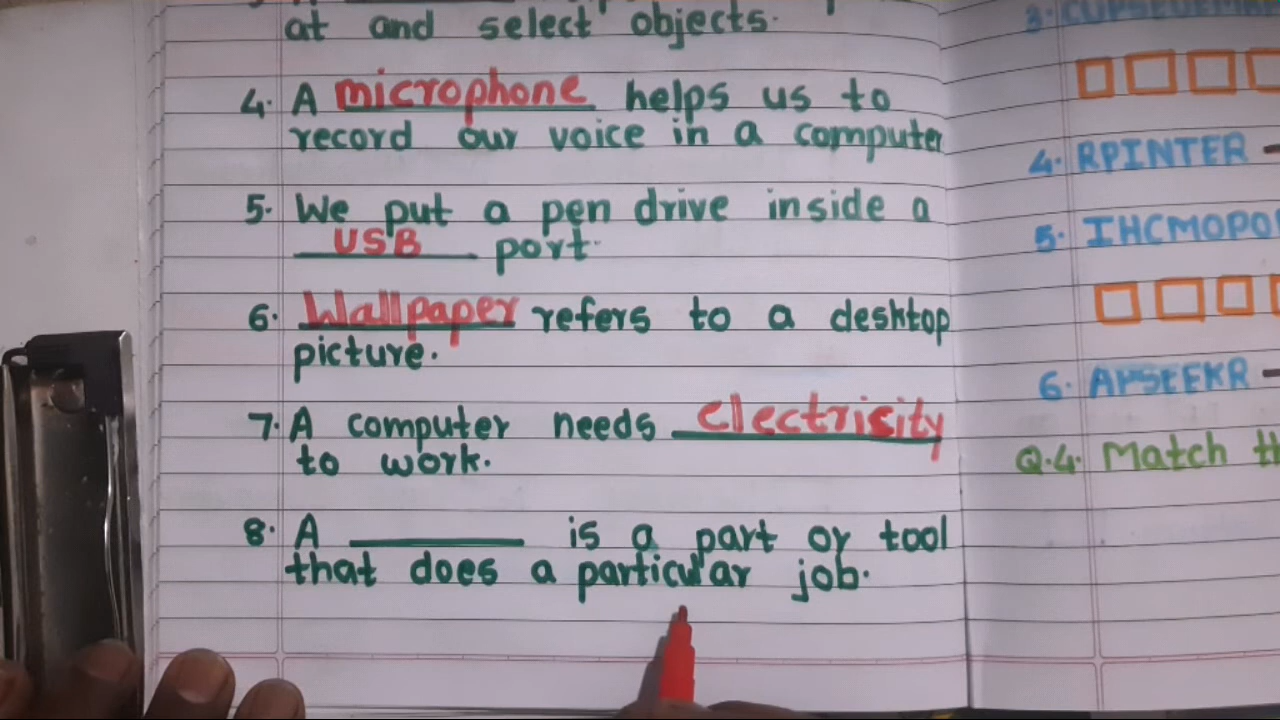 at and select objects.
4. A microphone helps us to
record our voice in a computer
5. We put a pen drive inside a
USB port.
6. Wallpaper refers to a desktop
picture.
7. A computer needs electricity
to work.
8. A is a part or tool
that does a particular job.
4. RPINTER
5. IHCMOPO
6. APSEEKR
Q.4. Match